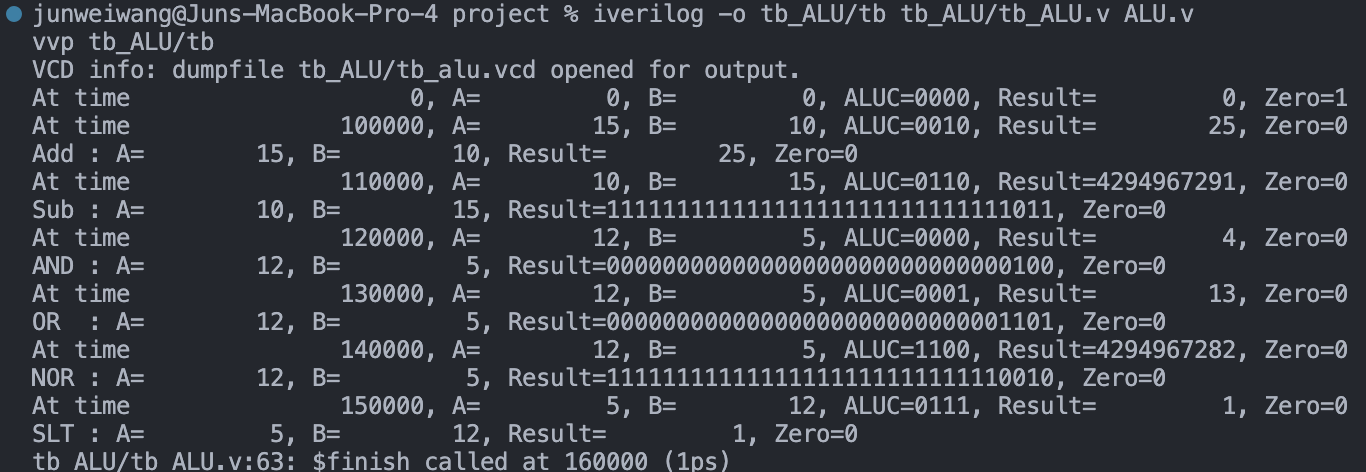 junweiwang@Juns-MacBook-Pro-4 project % iverilog -o tb_ALU/tb tb_ALU/tb_ALU.v ALU.v
vvp tb_ALU/tb
VCD info: dumpfile tb_ALU/tb_alu.vcd opened for output.
At time                    0, A=         0, B=         0, ALUC=0000, Result=         0, Zero=1
At time               100000, A=        15, B=        10, ALUC=0010, Result=        25, Zero=0
Add : A=        15, B=        10, Result=        25, Zero=0
At time               110000, A=        10, B=        15, ALUC=0110, Result=4294967291, Zero=0
Sub : A=        10, B=        15, Result=11111111111111111111111111111011, Zero=0
At time               120000, A=        12, B=         5, ALUC=0000, Result=         4, Zero=0
AND : A=        12, B=         5, Result=00000000000000000000000000000100, Zero=0
At time               130000, A=        12, B=         5, ALUC=0001, Result=        13, Zero=0
OR  : A=        12, B=         5, Result=00000000000000000000000000001101, Zero=0
At time               140000, A=        12, B=         5, ALUC=1100, Result=4294967282, Zero=0
NOR : A=        12, B=         5, Result=11111111111111111111111111110010, Zero=0
At time               150000, A=         5, B=        12, ALUC=0111, Result=         1, Zero=0
SLT : A=         5, B=        12, Result=         1, Zero=0
tb_ALU/tb_ALU.v:63: $finish called at 160000 (1ps)